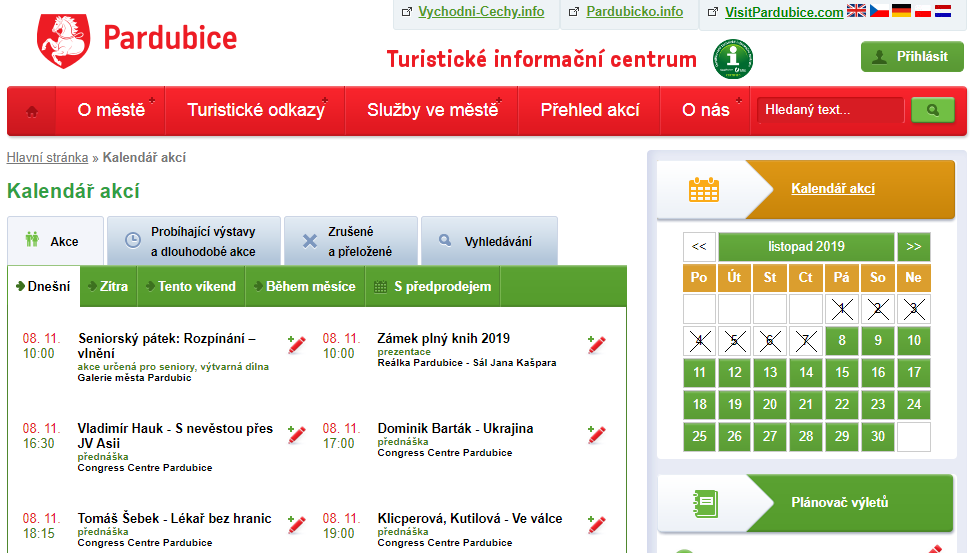 Vychodni-Cechy.info
Pardubicko.info
VisitPardubice.com
Pardubice
Turistické informační centrum
Přihlásit
O městě
Turistické odkazy
Služby ve městě
Přehled akcí
O nás
Hledaný text...
Hlavní stránka » Kalendář akcí
Kalendář akcí
Akce
Probíhající výstavy
a dlouhodobé akce
Zrušené
a přeložené
Vyhledávání
Dnešní
Zítra
Tento víkend
Během měsíce
S předprodejem
08. 11.
10:00
Seniorský pátek: Rozpínání –
vlnění
akce určená pro seniory, výtvarná dílna
Galerie města Pardubic
08. 11.
10:00
Zámek plný knih 2019
prezentace
Reálka Pardubice - Sál Jana Kašpara
08. 11.
16:30
Vladimír Hauk - S nevěstou přes
JV Asii
přednáška
Congress Centre Pardubice
08. 11.
17:00
Dominik Barták - Ukrajina
přednáška
Congress Centre Pardubice
08. 11.
18:15
Tomáš Šebek - Lékař bez hranic
přednáška
Congress Centre Pardubice
08. 11.
19:00
Klicperová, Kutilová - Ve válce
přednáška
Congress Centre Pardubice
Kalendář akcí
<< listopad 2019 >>
Po Út St Čt Pá So Ne
1 2 3
4 5 6 7 8 9 10
11 12 13 14 15 16 17
18 19 20 21 22 23 24
25 26 27 28 29 30
Plánovač výletů